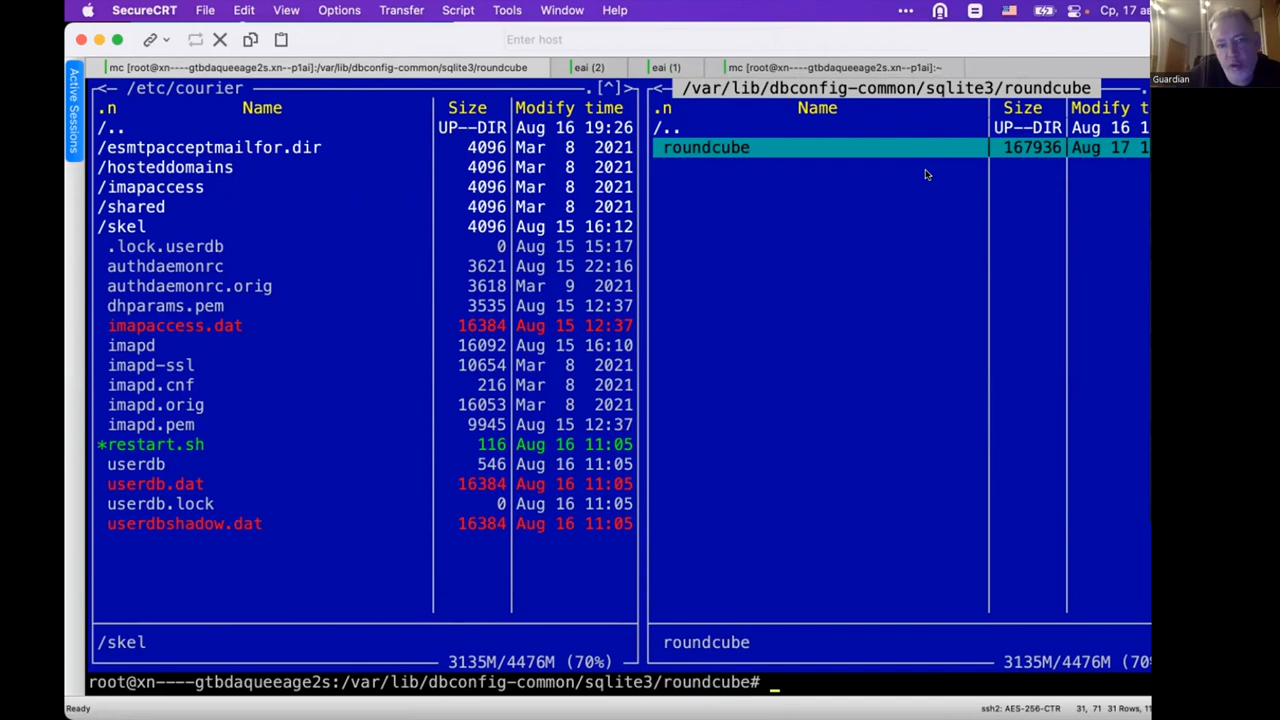 SecureCRT File Edit View Options Transfer Script Tools Window Help ••• Ср, 17 ав
Enter host
Guardian
mc [root@xn----gtbdaqueeage2s.xn--p1ai]:/var/lib/dbconfig-common/sqlite3/roundcube eai (2) eai (1) mc [root@xn----gtbdaqueeage2s.xn--p1ai]:~
Active Sessions
<— /etc/courier .[^]> <— /var/lib/dbconfig-common/sqlite3/roundcube .
.n Name Size Modify time .n Name Size Modify t
/.. UP--DIR Aug 16 19:26 /.. UP--DIR Aug 16 1
/esmtpacceptmailfor.dir 4096 Mar 8 2021 roundcube 167936 Aug 17 1
/hosteddomains 4096 Mar 8 2021
/imapaccess 4096 Mar 8 2021
/shared 4096 Mar 8 2021
/skel 4096 Aug 15 16:12
.lock.userdb 0 Aug 15 15:17
authdaemonrc 3621 Aug 15 22:16
authdaemonrc.orig 3618 Mar 9 2021
dhparams.pem 3535 Aug 15 12:37
imapaccess.dat 16384 Aug 15 12:37
imapd 16092 Aug 15 16:10
imapd-ssl 10654 Mar 8 2021
imapd.cnf 216 Mar 8 2021
imapd.orig 16053 Mar 8 2021
imapd.pem 9945 Aug 15 12:37
*restart.sh 116 Aug 16 11:05
userdb 546 Aug 16 11:05
userdb.dat 16384 Aug 16 11:05
userdb.lock 0 Aug 16 11:05
userdbshadow.dat 16384 Aug 16 11:05
/skel roundcube
3135M/4476M (70%) 3135M/4476M (70
root@xn----gtbdaqueeage2s:/var/lib/dbconfig-common/sqlite3/roundcube# _
Ready ssh2: AES-256-CTR 31, 71 31 Rows, 11